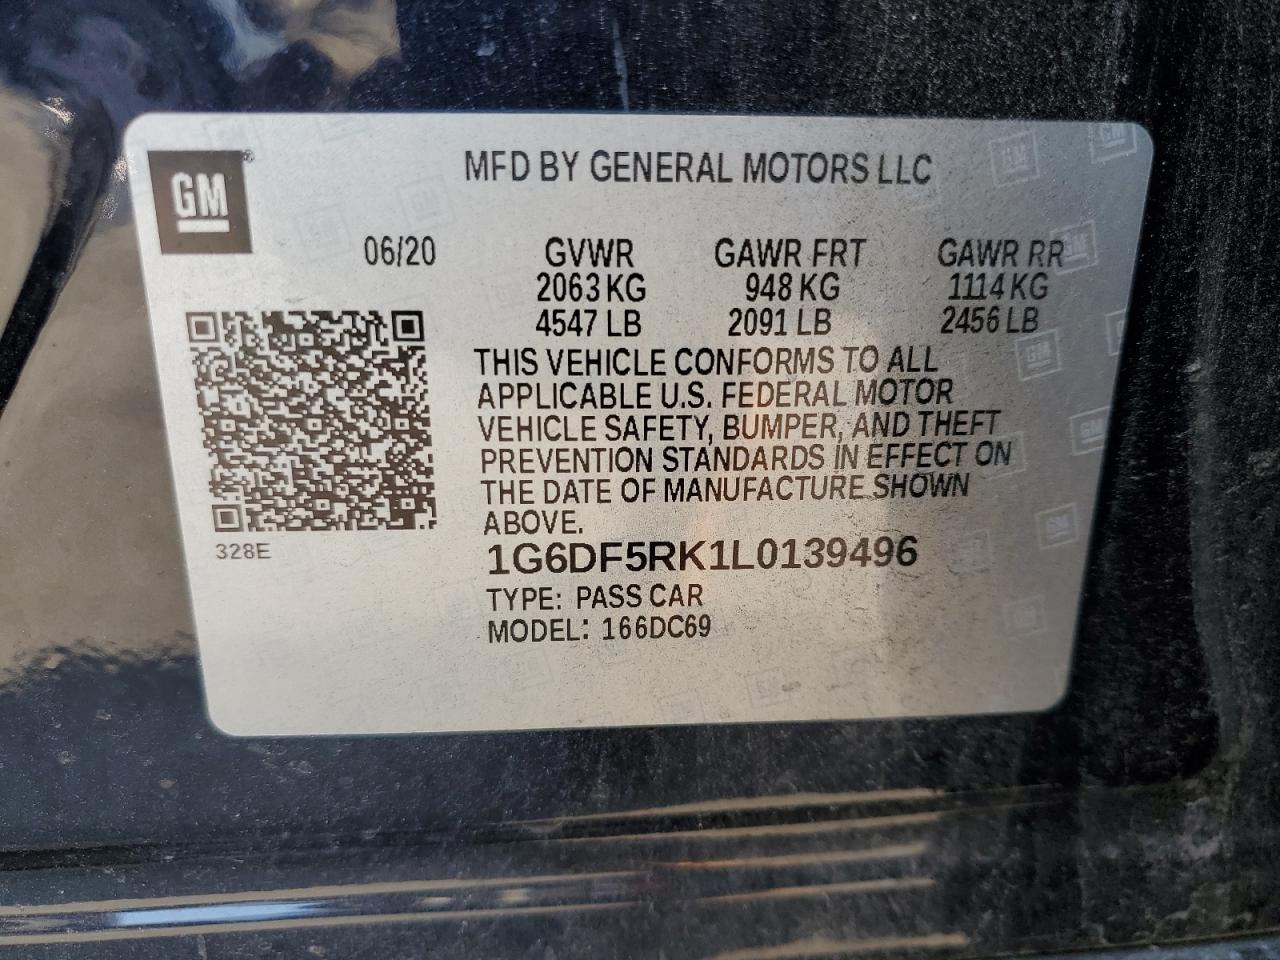 GM
MFD BY GENERAL MOTORS LLC
06/20 GVWR GAWR FRT GAWR RR
2063 KG 948 KG 1114 KG
4547 LB 2091 LB 2456 LB
THIS VEHICLE CONFORMS TO ALL
APPLICABLE U.S. FEDERAL MOTOR
VEHICLE SAFETY, BUMPER, AND THEFT
PREVENTION STANDARDS IN EFFECT ON
THE DATE OF MANUFACTURE SHOWN
ABOVE.
328E
1G6DF5RK1L0139496
TYPE: PASS CAR
MODEL: 166DC69